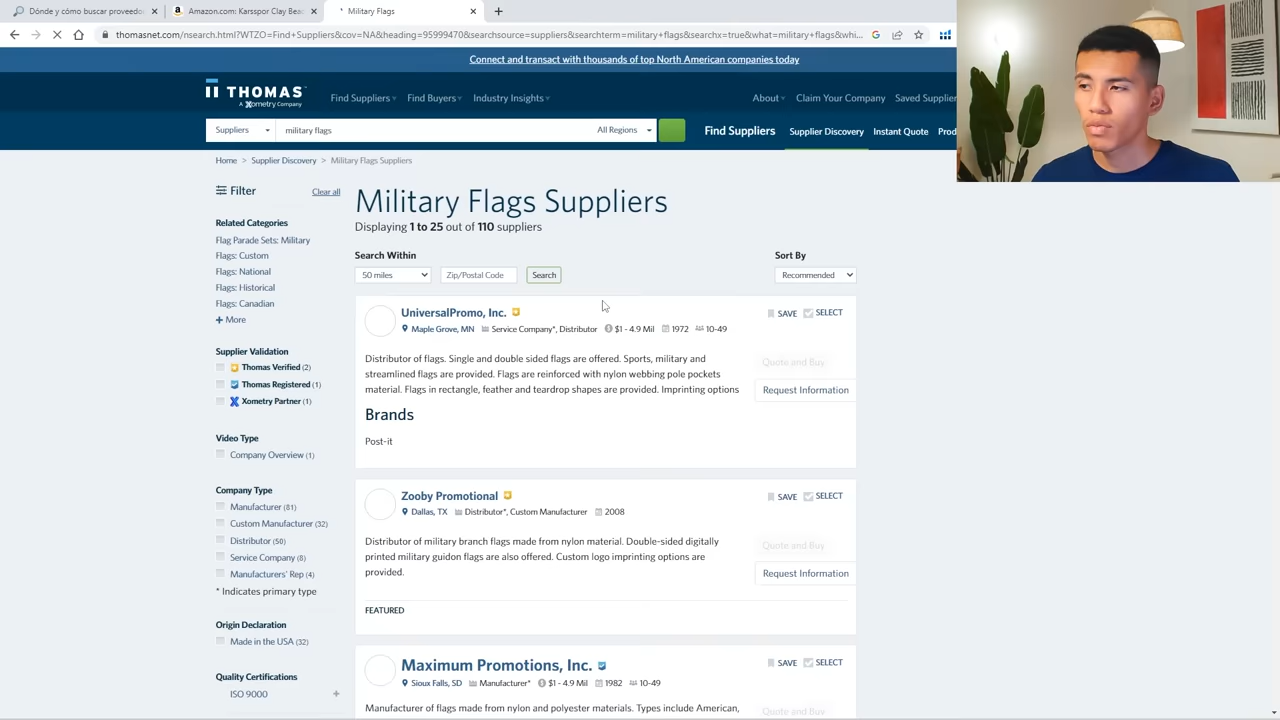 Dónde y cómo buscar proveedo
Amazon.com: Karsspor Clay Bea
Military Flags
thomasnet.com/nsearch.html?WTZO=Find+Suppliers&cov=NA&heading=95999470&searchsource=suppliers&searchterm=military+flags&searchx=true&what=military+flags&whi...
Connect and transact with thousands of top North American companies today
THOMAS
A Xometry Company
Find Suppliers
Find Buyers
Industry Insights
About
Claim Your Company
Saved Supplier
Suppliers
military flags
All Regions
Find Suppliers
Supplier Discovery
Instant Quote
Prod
Home > Supplier Discovery > Military Flags Suppliers
Filter
Clear all
Related Categories
Flag Parade Sets: Military
Flags: Custom
Flags: National
Flags: Historical
Flags: Canadian
+ More
Supplier Validation
Thomas Verified (2)
Thomas Registered (1)
Xometry Partner (1)
Video Type
Company Overview (1)
Company Type
Manufacturer (81)
Custom Manufacturer (32)
Distributor (50)
Service Company (8)
Manufacturers' Rep (4)
* Indicates primary type
Origin Declaration
Made in the USA (32)
Quality Certifications
ISO 9000 +
Military Flags Suppliers
Displaying 1 to 25 out of 110 suppliers
Search Within
50 miles
Zip/Postal Code
Search
Sort By
Recommended
UniversalPromo, Inc.
SAVE
SELECT
Maple Grove, MN Service Company*, Distributor $1 - 4.9 Mil 1972 10-49
Distributor of flags. Single and double sided flags are offered. Sports, military and
streamlined flags are provided. Flags are reinforced with nylon webbing pole pockets
material. Flags in rectangle, feather and teardrop shapes are provided. Imprinting options
Quote and Buy
Request Information
Brands
Post-it
Zooby Promotional
SAVE
SELECT
Dallas, TX Distributor*, Custom Manufacturer 2008
Distributor of military branch flags made from nylon material. Double-sided digitally
printed military guidon flags are also offered. Custom logo imprinting options are
provided.
Quote and Buy
Request Information
FEATURED
Maximum Promotions, Inc.
SAVE
SELECT
Sioux Falls, SD Manufacturer* $1 - 4.9 Mil 1982 10-49
Manufacturer of flags made from nylon and polyester materials. Types include American,
Quote and Buy